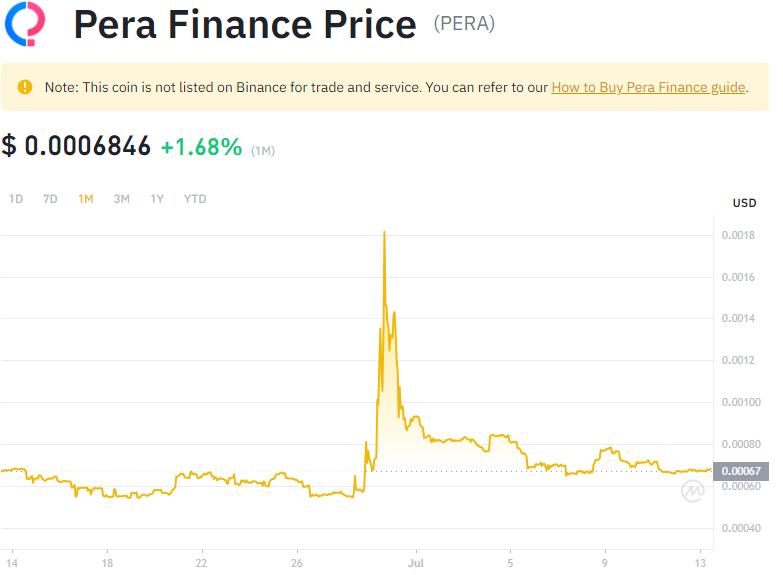 Pera Finance Price (PERA)
Note: This coin is not listed on Binance for trade and service. You can refer to our How to Buy Pera Finance guide.
$ 0.0006846 +1.68% (1M)
1D 7D 1M 3M 1Y YTD
USD
0.0018
0.0016
0.0014
0.0012
0.00100
0.00080
0.00067
0.00060
0.00040
14 18 22 26 Jul 5 9 13